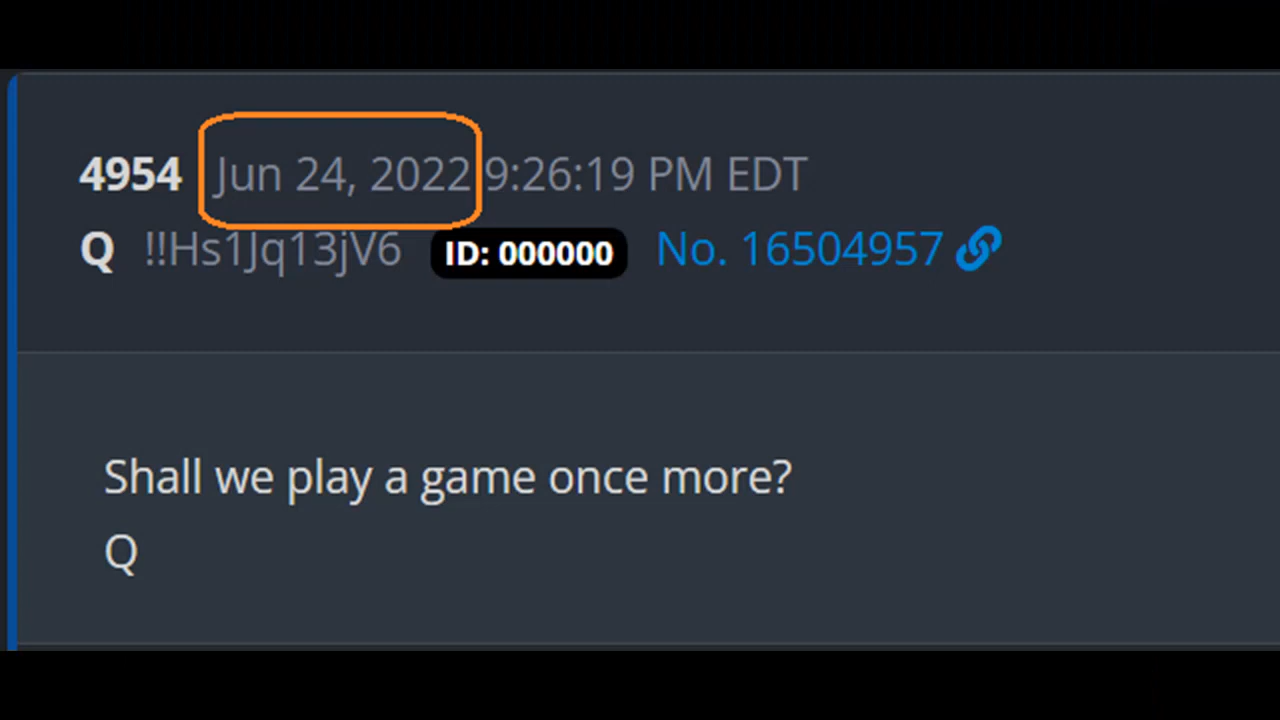 4954 Jun 24, 2022 9:26:19 PM EDT
Q !!Hs1Jq13jV6 ID: 000000 No. 16504957
Shall we play a game once more?
Q